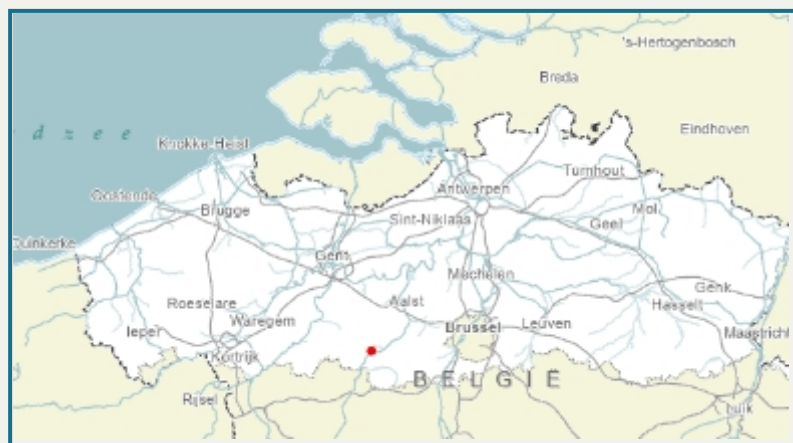 's-Hertogenbosch
Breda
Eindhoven
d z e e
Knokke-Heist
Turnhout
Antwerpen
Oostende
Brugge
Sint-Niklaas
Mol
Geel
Duinkerke
Gent
Mechelen
Genk
Roeselare
Aalst
Hasselt
Waregem
Ieper
Brussel
Leuven
Maastricht
Kortrijk
BELGIË
Rijsel
Luik